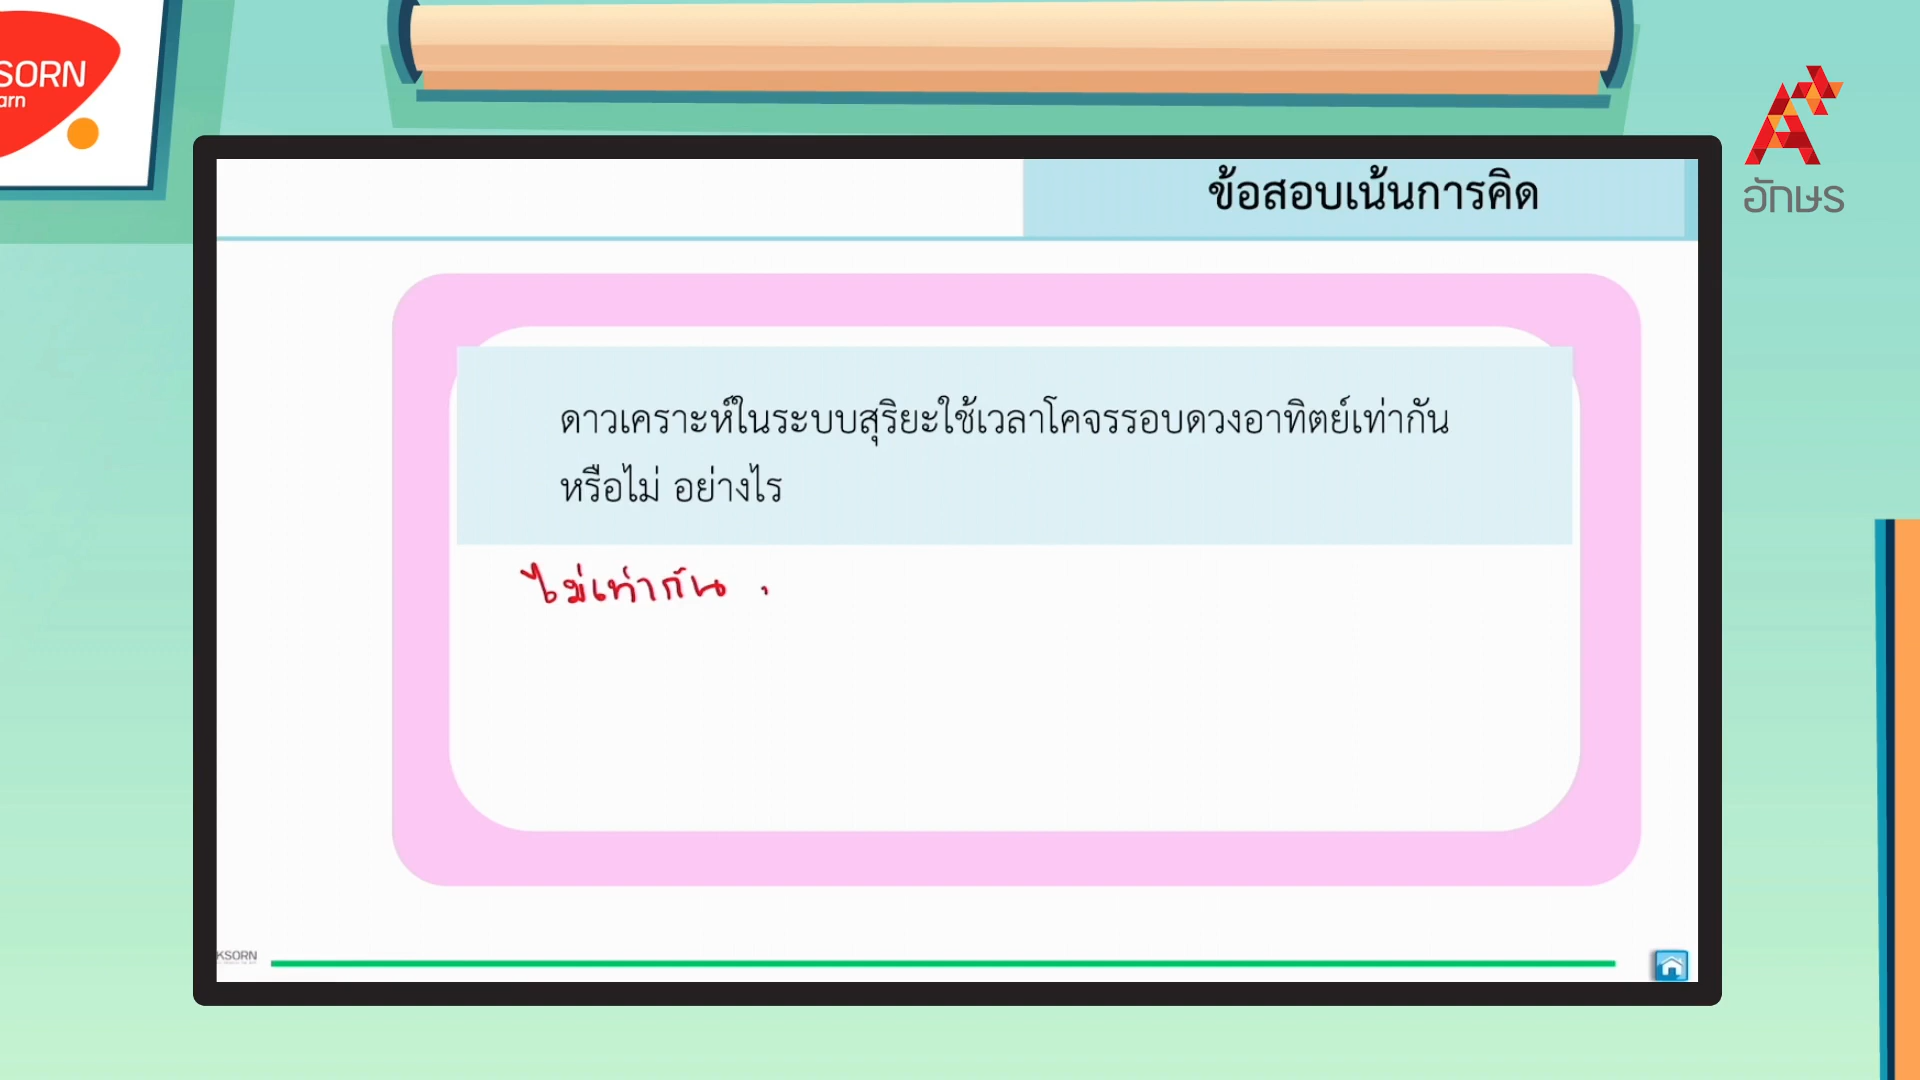 SORN
arn
อักษร
ข้อสอบเน้นการคิด
ดาวเคราะห์ในระบบสุริยะใช้เวลาโคจรรอบดวงอาทิตย์เท่ากัน
หรือไม่ อย่างไร
ไม่เท่ากัน
KSORN